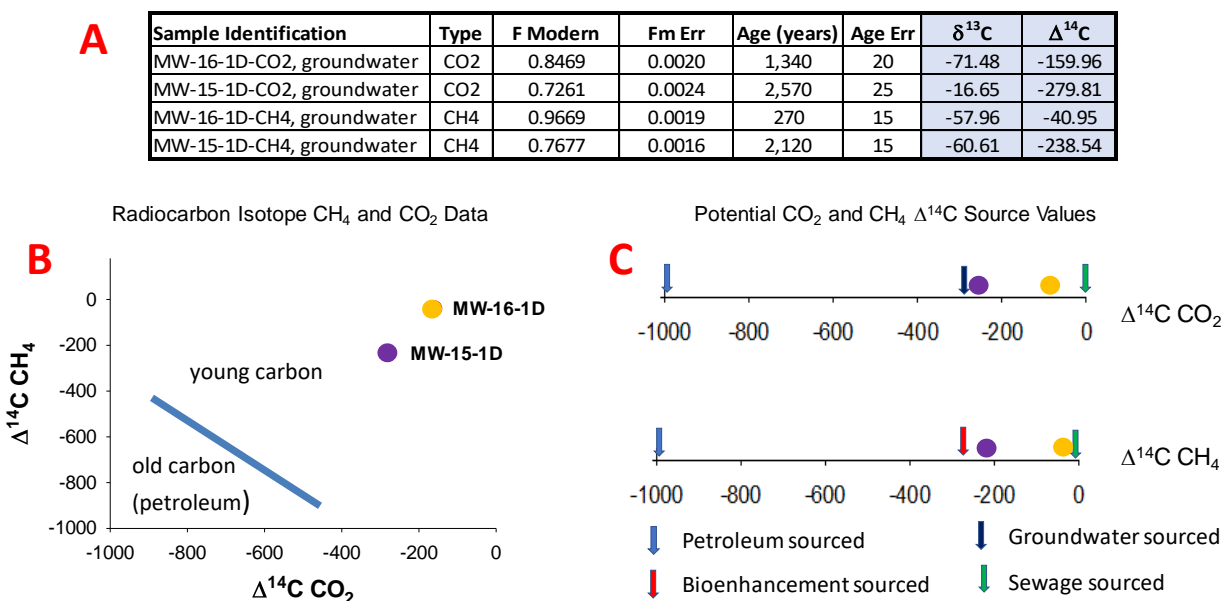 A
Sample Identification Type F Modern Fm Err Age (years) Age Err δ¹³C Δ¹⁴C
MW-16-1D-CO2, groundwater CO2 0.8469 0.0020 1,340 20 -71.48 -159.96
MW-15-1D-CO2, groundwater CO2 0.7261 0.0024 2,570 25 -16.65 -279.81
MW-16-1D-CH4, groundwater CH4 0.9669 0.0019 270 15 -57.96 -40.95
MW-15-1D-CH4, groundwater CH4 0.7677 0.0016 2,120 15 -60.61 -238.54
Radiocarbon Isotope CH₄ and CO₂ Data
B
0
-200
-400
-600
-800
-1000
Δ¹⁴C CH₄
MW-16-1D
MW-15-1D
young carbon
old carbon
(petroleum)
-1000 -800 -600 -400 -200 0
Δ¹⁴C CO₂
Potential CO₂ and CH₄ Δ¹⁴C Source Values
C
-1000 -800 -600 -400 -200 0
Δ¹⁴C CO₂
-1000 -800 -600 -400 -200 0
Δ¹⁴C CH₄
Petroleum sourced
Groundwater sourced
Bioenhancement sourced
Sewage sourced